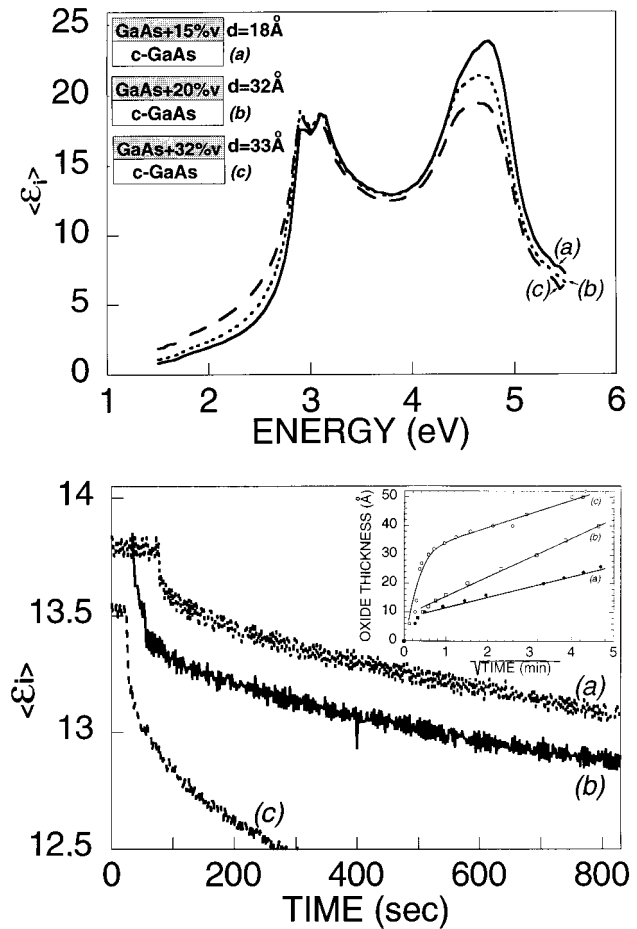 GaAs+15%v d=18Å
c-GaAs (a)
GaAs+20%v d=32Å
c-GaAs (b)
GaAs+32%v d=33Å
c-GaAs (c)
25
20
15
10
5
0
<Ɛi>
(a)
(c) (b)
1 2 3 4 5 6
ENERGY (eV)
14
13.5
13
12.5
<Ɛi>
OXIDE THICKNESS (Å)
50
40
30
20
10
0
(c)
(b)
(a)
0 1 2 3 4 5
√TIME (min)
(a)
(b)
(c)
0 200 400 600 800
TIME (sec)